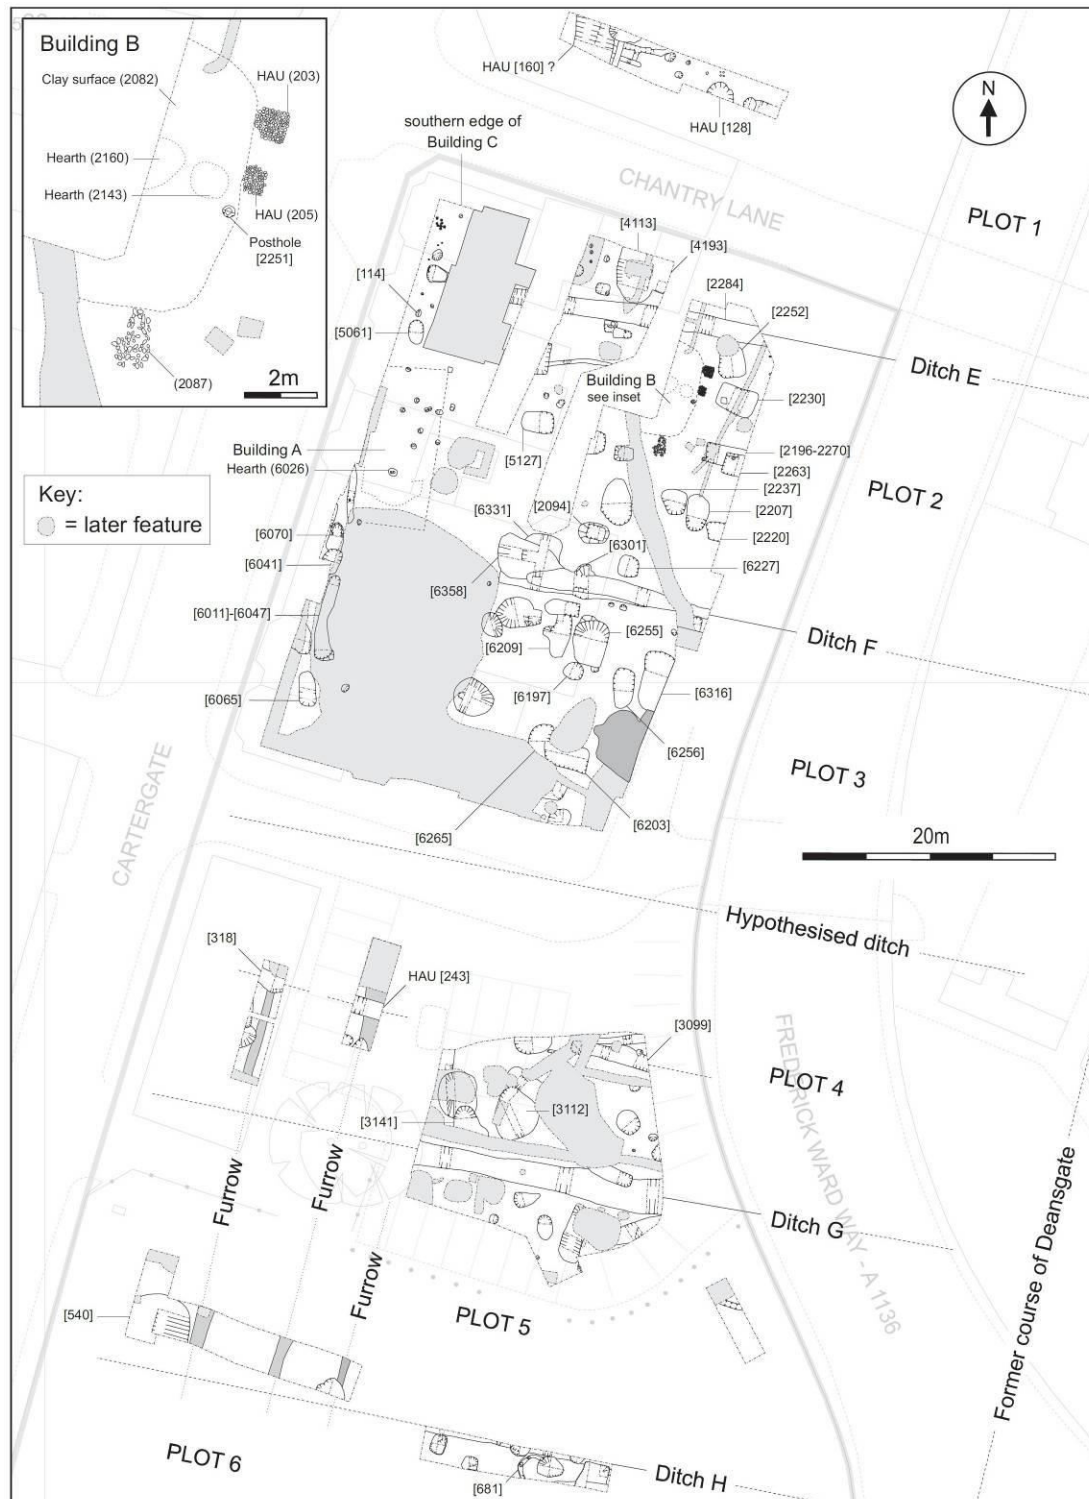 Building B
Clay surface (2082)
HAU (203)
Hearth (2160)
Hearth (2143)
HAU (205)
Posthole
[2251]
(2087)
2m
HAU [160] ?
HAU [128]
N
southern edge of
Building C
CHANTRY LANE
PLOT 1
[4113]
[4193]
[2284]
[2252]
[114]
[5061]
Ditch E
Building B
see inset
[2230]
Building A
Hearth (6026)
[5127]
[2196-2270]
[2263]
[2237]
[2207]
[2220]
PLOT 2
Key:
= later feature
[6331]
[2094]
[6301]
[6227]
[6070]
[6041]
[6358]
[6011]-[6047]
[6255]
[6209]
Ditch F
[6197]
[6316]
[6065]
[6256]
PLOT 3
[6265]
[6203]
CARTERGATE
20m
Hypothesised ditch
[318]
HAU [243]
[3099]
FREDRICK WARD WAY - A 1136
PLOT 4
[3141]
[3112]
Furrow
Furrow
Furrow
Ditch G
Former course of Deansgate
[540]
PLOT 5
PLOT 6
[681]
Ditch H